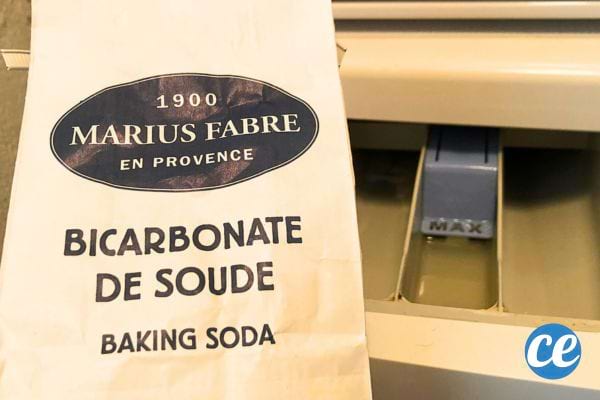 1900
MARIUS FABRE
EN PROVENCE
BICARBONATE
DE SOUDE
BAKING SODA
MAX
ce